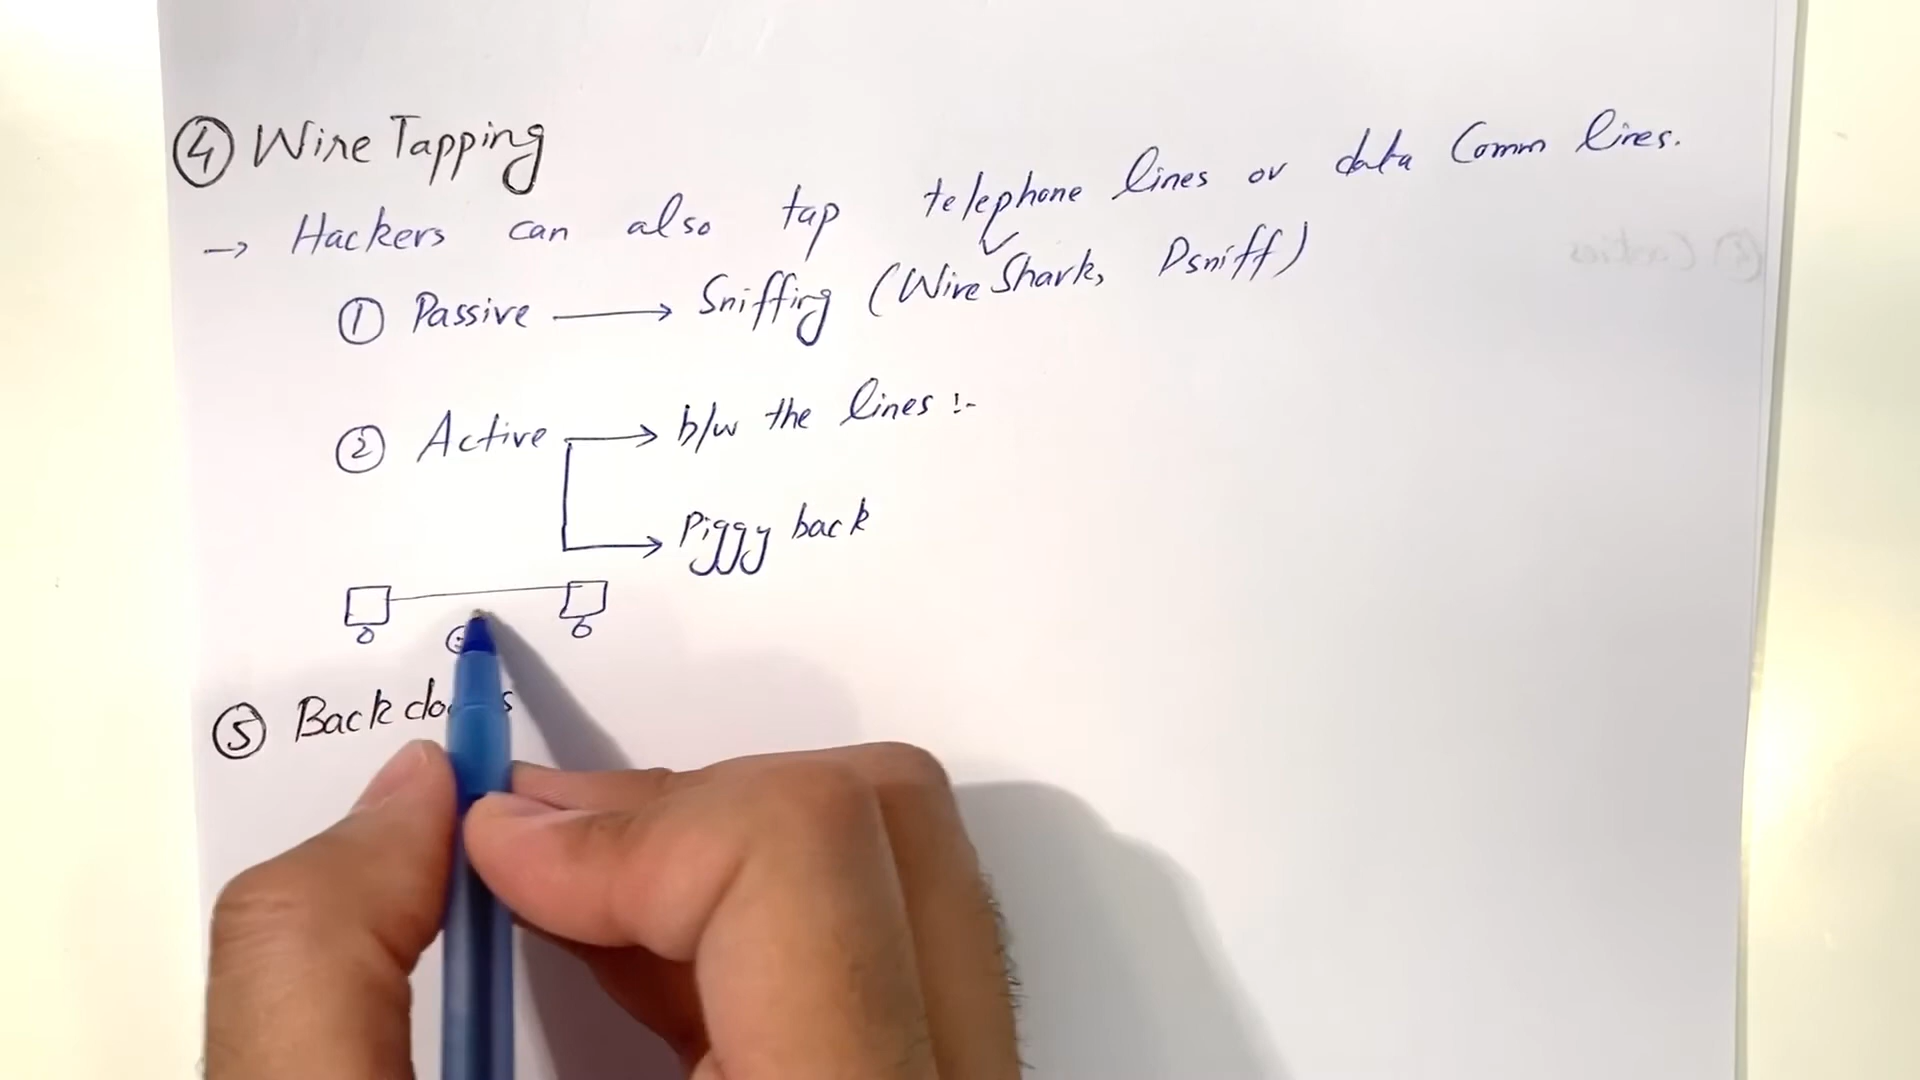 ④ Wire Tapping
→ Hackers can also tap telephone lines or data Comm lines.
① Passive → Sniffing (Wire Shark, Dsniff)
② Active → b/w the lines :-
→ Piggy back
⑤